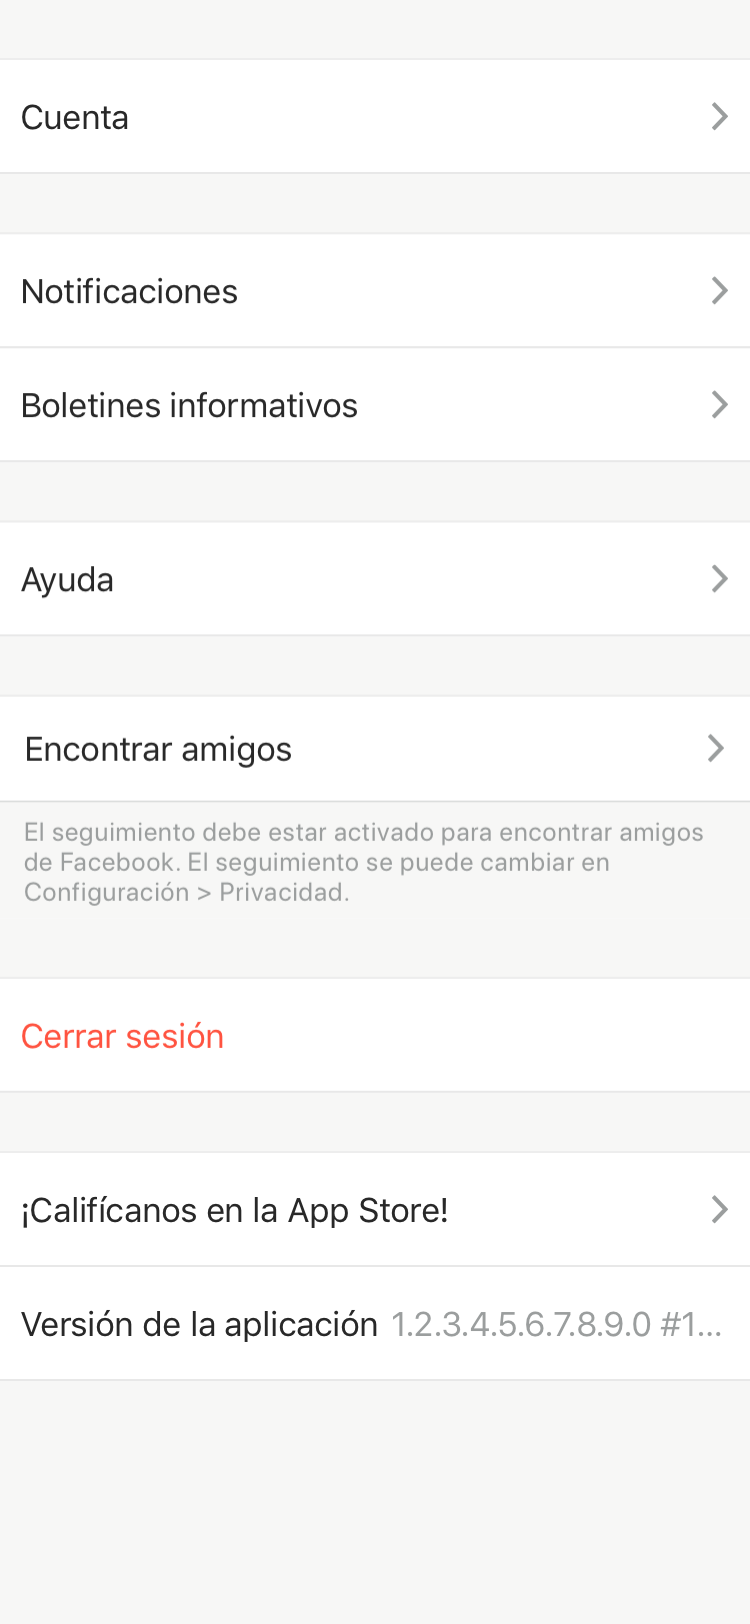 Cuenta
Notificaciones
Boletines informativos
Ayuda
Encontrar amigos
El seguimiento debe estar activado para encontrar amigos
de Facebook. El seguimiento se puede cambiar en
Configuración > Privacidad.
Cerrar sesión
¡Califícanos en la App Store!
Versión de la aplicación 1.2.3.4.5.6.7.8.9.0 #1...